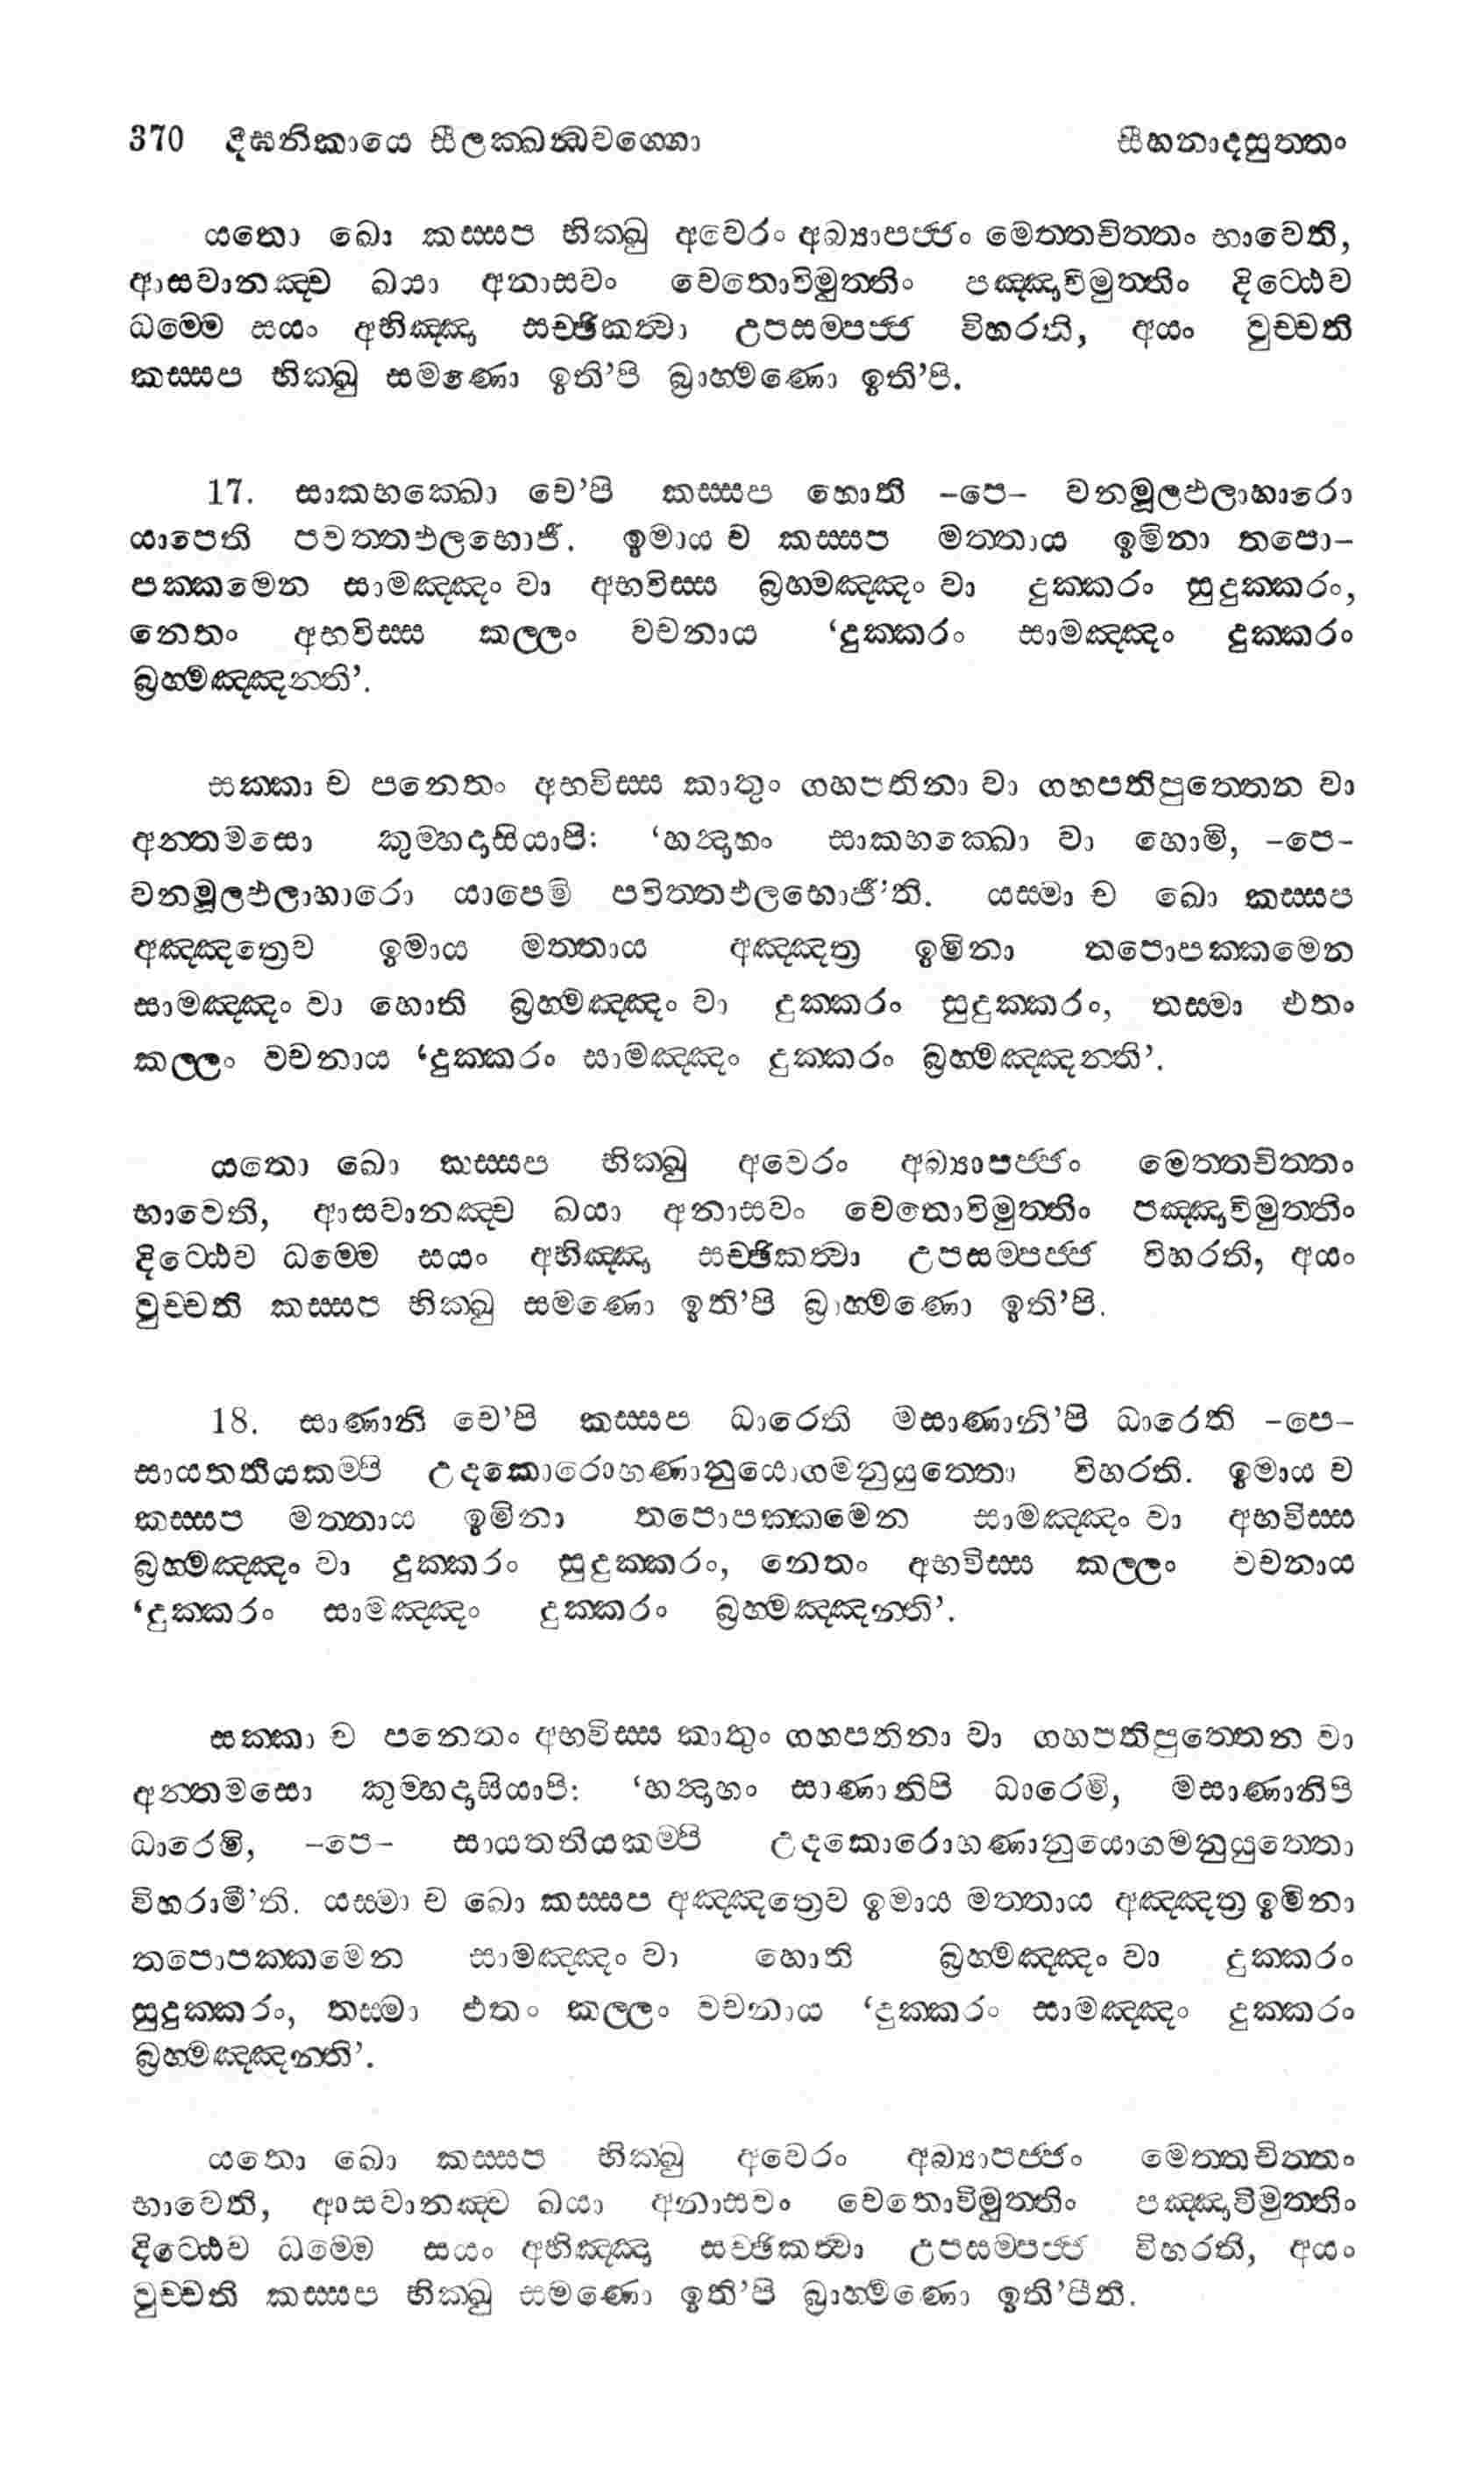 370 දීඝනිකායෙ සීලක්ඛන්ධවග්ගො සීහනාදසුත්තං
යතො ඛො කස්සප භික්ඛු අවෙරං අබ්‍යාපජ්ජං මෙත්තචිත්තං භාවෙති,
ආසවානඤ්ච ඛයා අනාසවං චෙතොවිමුත්තිං පඤ්ඤාවිමුත්තිං දිට්ඨෙව
ධම්මෙ සයං අභිඤ්ඤා සච්ඡිකත්වා උපසම්පජ්ජ විහරති, අයං වුච්චති
කස්සප භික්ඛු සමණො ඉති’පි බ්‍රාහ්මණො ඉති’පි.
17. සාකභක්ඛො චෙ’පි කස්සප හොති –පෙ– වනමූලඵලාහාරො
යාපෙති පවත්තඵලභොජී. ඉමාය ච කස්සප මත්තාය ඉමිනා තපො–
පක්කමෙන සාමඤ්ඤං වා අභවිස්ස බ්‍රහ්මඤ්ඤං වා දුක්කරං සුදුක්කරං,
නෙතං අභවිස්ස කල්ලං වචනාය ‘දුක්කරං සාමඤ්ඤං දුක්කරං
බ්‍රහ්මඤ්ඤන්ති’.
සක්කා ච පනෙතං අභවිස්ස කාතුං ගහපතිනා වා ගහපතිපුත්තෙන වා
අන්තමසො කුම්භදාසියාපි: ‘හන්දාහං සාකභක්ඛො වා හොමි, –පෙ–
වනමූලඵලාහාරො යාපෙමි පවිත්තඵලභොජී’ති. යස්මා ච ඛො කස්සප
අඤ්ඤත්‍රෙව ඉමාය මත්තාය අඤ්ඤත්‍ර ඉමිනා තපොපක්කමෙන
සාමඤ්ඤං වා හොති බ්‍රහ්මඤ්ඤං වා දුක්කරං සුදුක්කරං, තස්මා එතං
කල්ලං වචනාය ‘දුක්කරං සාමඤ්ඤං දුක්කරං බ්‍රහ්මඤ්ඤන්ති’.
යතො ඛො කස්සප භික්ඛු අවෙරං අබ්‍යාපජ්ජං මෙත්තචිත්තං
භාවෙති, ආසවානඤ්ච ඛයා අනාසවං චෙතොවිමුත්තිං පඤ්ඤාවිමුත්තිං
දිට්ඨෙව ධම්මෙ සයං අභිඤ්ඤා සච්ඡිකත්වා උපසම්පජ්ජ විහරති, අයං
වුච්චති කස්සප භික්ඛු සමණො ඉති’පි බ්‍රාහ්මණො ඉති’පි.
18. සාණානි චෙ’පි කස්සප ධාරෙති මසාණානි’පි ධාරෙති –පෙ–
සායතතියකම්පි උදකොරොහණානුයොගමනුයුත්තො විහරති. ඉමාය ච
කස්සප මත්තාය ඉමිනා තපොපක්කමෙන සාමඤ්ඤං වා අභවිස්ස
බ්‍රහ්මඤ්ඤං වා දුක්කරං සුදුක්කරං, නෙතං අභවිස්ස කල්ලං වචනාය
‘දුක්කරං සාමඤ්ඤං දුක්කරං බ්‍රහ්මඤ්ඤන්ති’.
සක්කා ච පනෙතං අභවිස්ස කාතුං ගහපතිනා වා ගහපතිපුත්තෙන වා
අන්තමසො කුම්භදාසියාපි: ‘හන්දාහං සාණානිපි ධාරෙමි, මසාණානිපි
ධාරෙමි, –පෙ– සායතතියකම්පි උදකොරොහණානුයොගමනුයුත්තො
විහරාමී’ති. යස්මා ච ඛො කස්සප අඤ්ඤත්‍රෙව ඉමාය මත්තාය අඤ්ඤත්‍ර ඉමිනා
තපොපක්කමෙන සාමඤ්ඤං වා හොති බ්‍රහ්මඤ්ඤං වා දුක්කරං
සුදුක්කරං, තස්මා එතං කල්ලං වචනාය ‘දුක්කරං සාමඤ්ඤං දුක්කරං
බ්‍රහ්මඤ්ඤන්ති’.
යතො ඛො කස්සප භික්ඛු අවෙරං අබ්‍යාපජ්ජං මෙත්තචිත්තං
භාවෙති, ආසවානඤ්ච ඛයා අනාසවං චෙතොවිමුත්තිං පඤ්ඤාවිමුත්තිං
දිට්ඨෙව ධම්මෙ සයං අභිඤ්ඤා සච්ඡිකත්වා උපසම්පජ්ජ විහරති, අයං
වුච්චති කස්සප භික්ඛු සමණො ඉති’පි බ්‍රාහ්මණො ඉති’පීති.